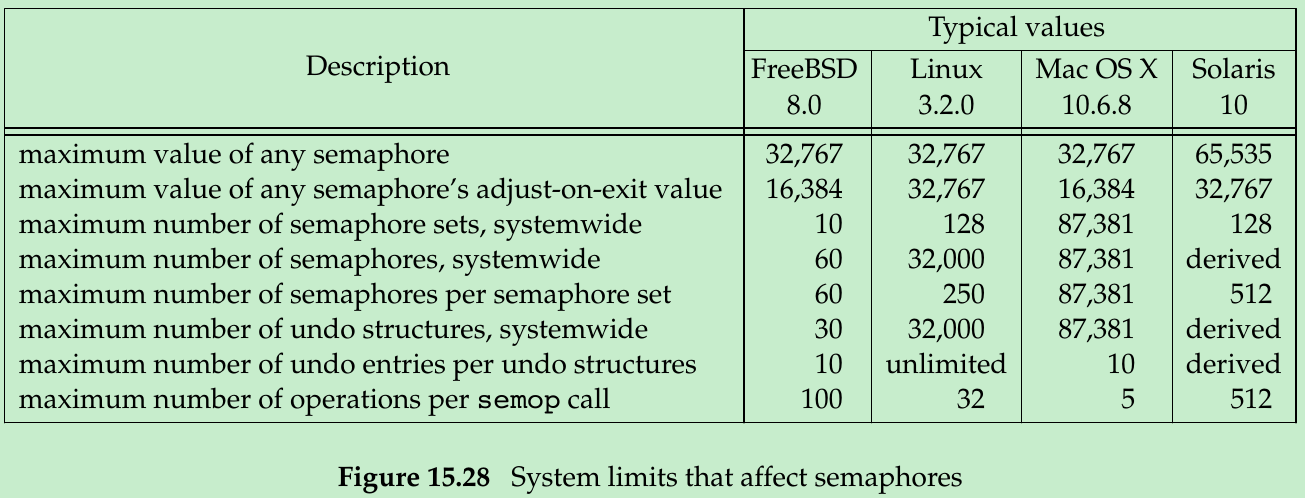 Typical values
Description
FreeBSD Linux Mac OS X Solaris
8.0 3.2.0 10.6.8 10
maximum value of any semaphore 32,767 32,767 32,767 65,535
maximum value of any semaphore’s adjust-on-exit value 16,384 32,767 16,384 32,767
maximum number of semaphore sets, systemwide 10 128 87,381 128
maximum number of semaphores, systemwide 60 32,000 87,381 derived
maximum number of semaphores per semaphore set 60 250 87,381 512
maximum number of undo structures, systemwide 30 32,000 87,381 derived
maximum number of undo entries per undo structures 10 unlimited 10 derived
maximum number of operations per semop call 100 32 5 512
Figure 15.28 System limits that affect semaphores